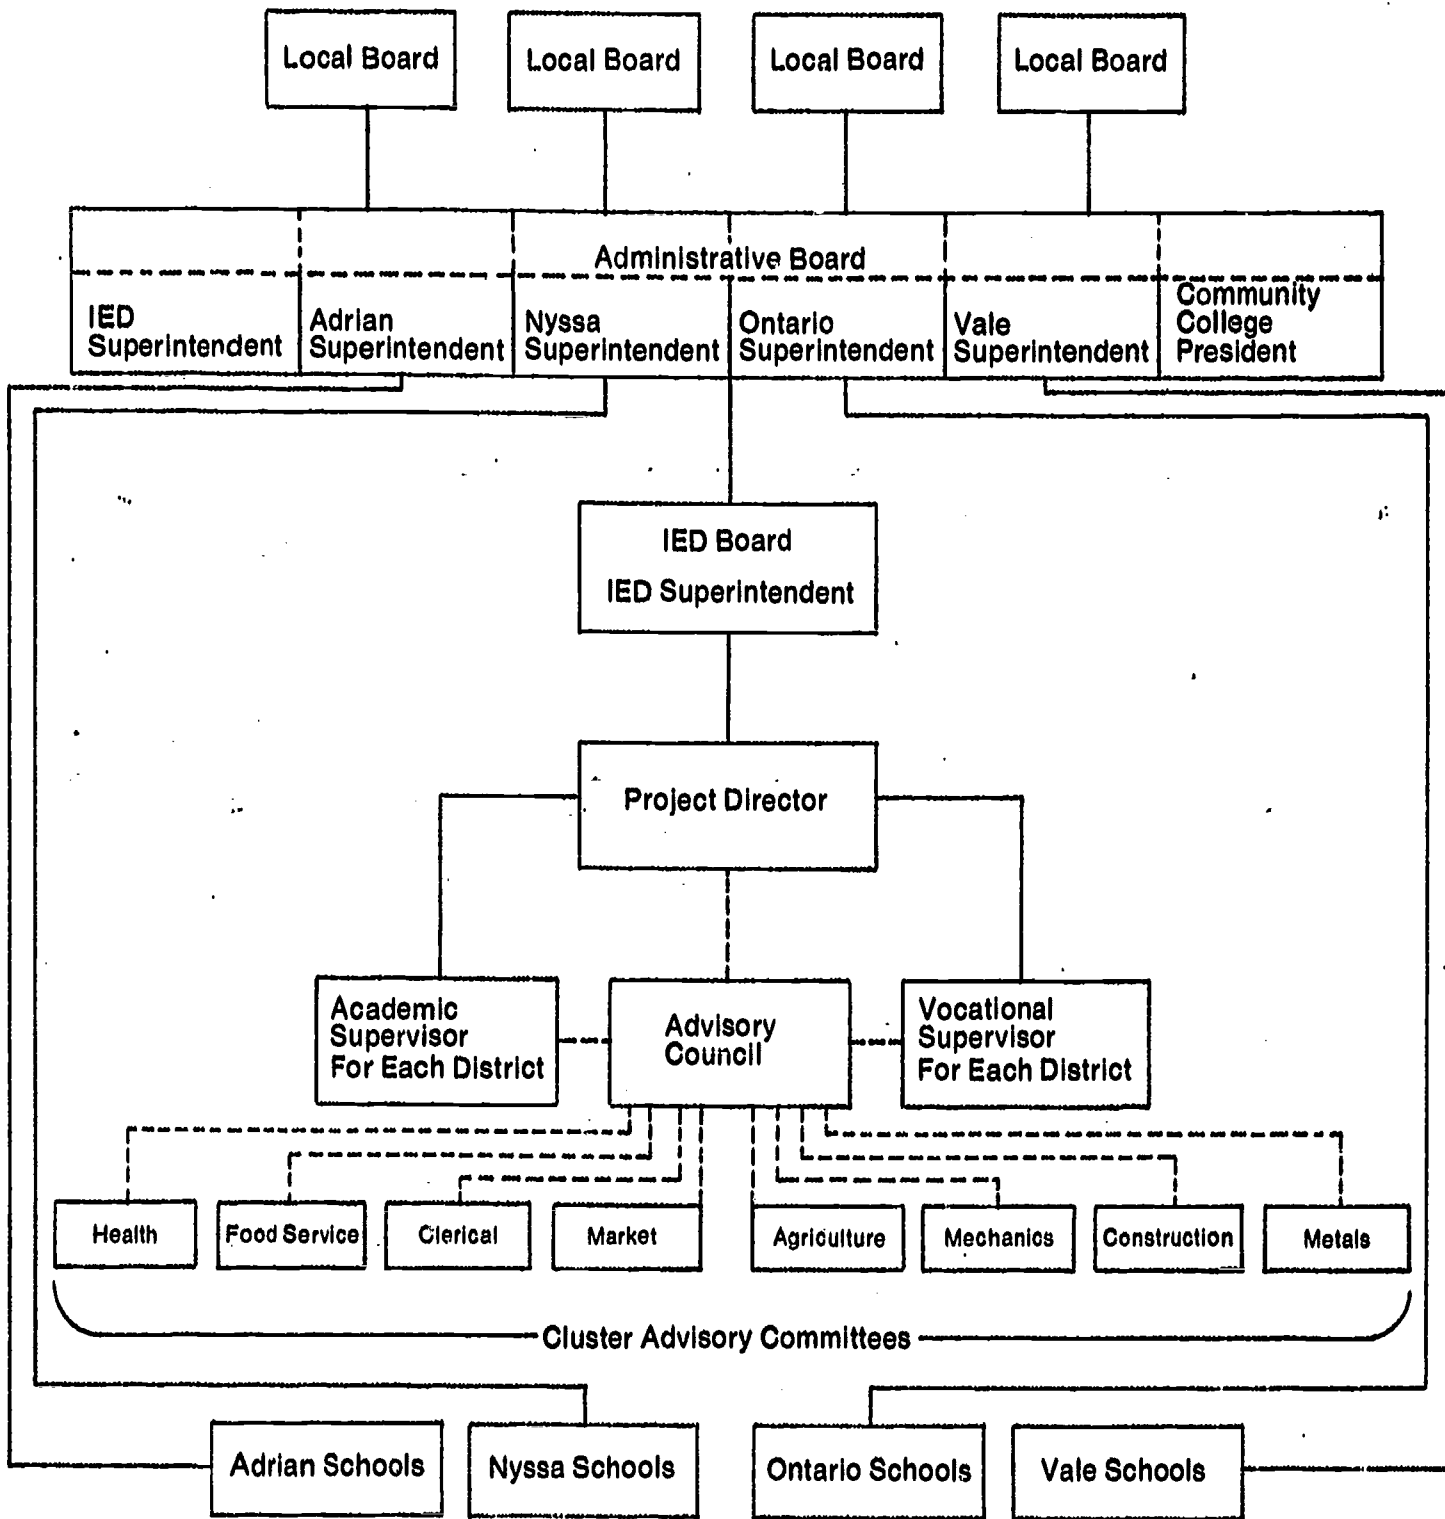 Local Board
Local Board
Local Board
Local Board
Administrative Board
IED
Superintendent
Adrian
Superintendent
Nyssa
Superintendent
Ontario
Superintendent
Vale
Superintendent
Community
College
President
IED Board
IED Superintendent
Project Director
Academic
Supervisor
For Each District
Advisory
Council
Vocational
Supervisor
For Each District
Health
Food Service
Clerical
Market
Agriculture
Mechanics
Construction
Metals
Cluster Advisory Committees
Adrian Schools
Nyssa Schools
Ontario Schools
Vale Schools